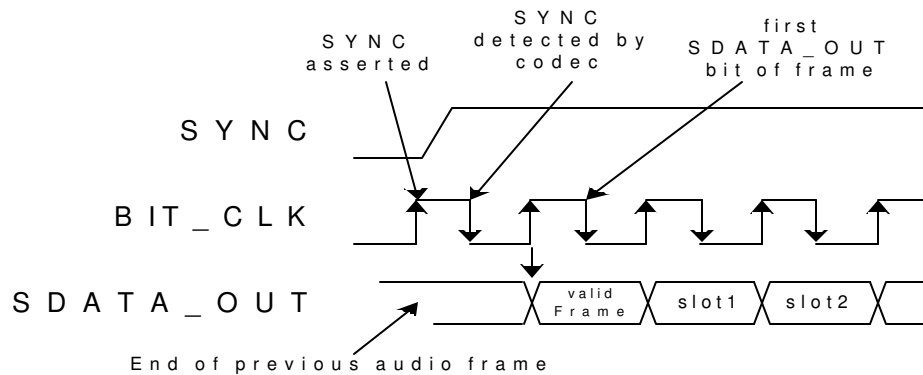 SYNC
asserted
SYNC
detected by
codec
first
SDATA_OUT
bit of frame
SYNC
BIT_CLK
SDATA_OUT
valid
Frame
slot1
slot2
End of previous audio frame